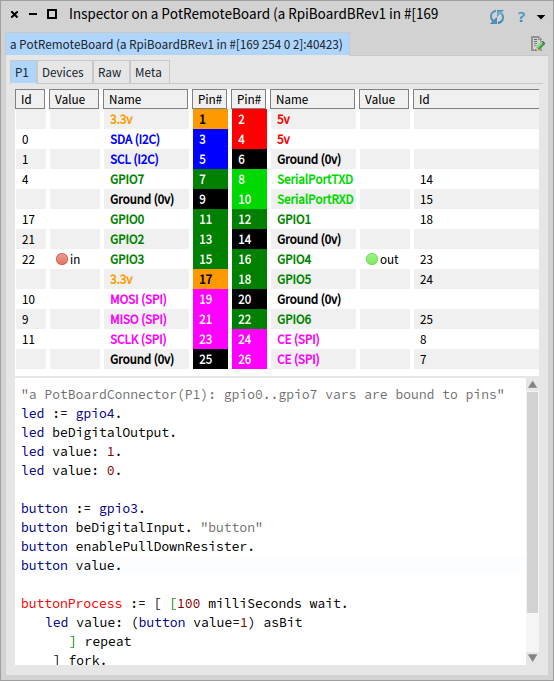 Inspector on a PotRemoteBoard (a RpiBoardBRev1 in #[169
?
a PotRemoteBoard (a RpiBoardBRev1 in #[169 254 0 2]:40423)
P1 Devices Raw Meta
Id Value Name Pin# Pin# Name Value Id
3.3v 1 2 5v
0 SDA (I2C) 3 4 5v
1 SCL (I2C) 5 6 Ground (0v)
4 GPIO7 7 8 SerialPortTXD 14
Ground (0v) 9 10 SerialPortRXD 15
17 GPIO0 11 12 GPIO1 18
21 GPIO2 13 14 Ground (0v)
22 in GPIO3 15 16 GPIO4 out 23
3.3v 17 18 GPIO5 24
10 MOSI (SPI) 19 20 Ground (0v)
9 MISO (SPI) 21 22 GPIO6 25
11 SCLK (SPI) 23 24 CE (SPI) 8
Ground (0v) 25 26 CE (SPI) 7
"a PotBoardConnector(P1): gpio0..gpio7 vars are bound to pins"
led := gpio4.
led beDigitalOutput.
led value: 1.
led value: 0.
button := gpio3.
button beDigitalInput. "button"
button enablePullDownResister.
button value.
buttonProcess := [ [100 milliSeconds wait.
led value: (button value=1) asBit
] repeat
] fork.